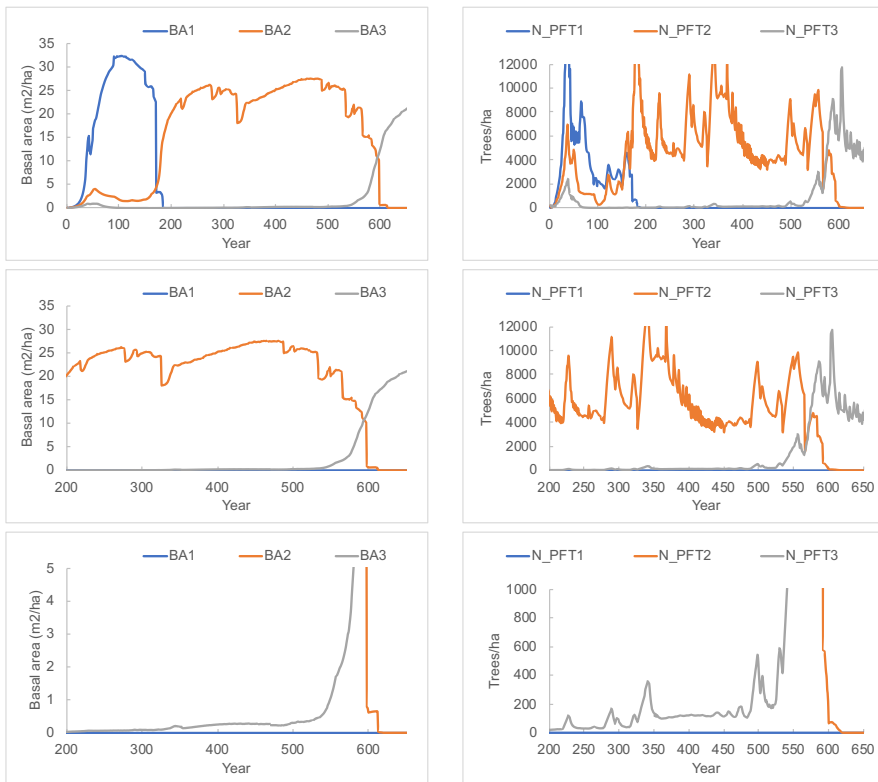 BA1 BA2 BA3
Basal area (m2/ha)
35
30
25
20
15
10
5
0
0 100 200 300 400 500 600
Year
N_PFT1 N_PFT2 N_PFT3
Trees/ha
12000
10000
8000
6000
4000
2000
0
0 100 200 300 400 500 600
Year
BA1 BA2 BA3
Basal area (m2/ha)
35
30
25
20
15
10
5
0
200 300 400 500 600
Year
N_PFT1 N_PFT2 N_PFT3
Trees/ha
12000
10000
8000
6000
4000
2000
0
200 250 300 350 400 450 500 550 600 650
Year
BA1 BA2 BA3
Basal area (m2/ha)
5
4
3
2
1
0
200 300 400 500 600
Year
N_PFT1 N_PFT2 N_PFT3
Trees/ha
1000
800
600
400
200
0
200 250 300 350 400 450 500 550 600 650
Year